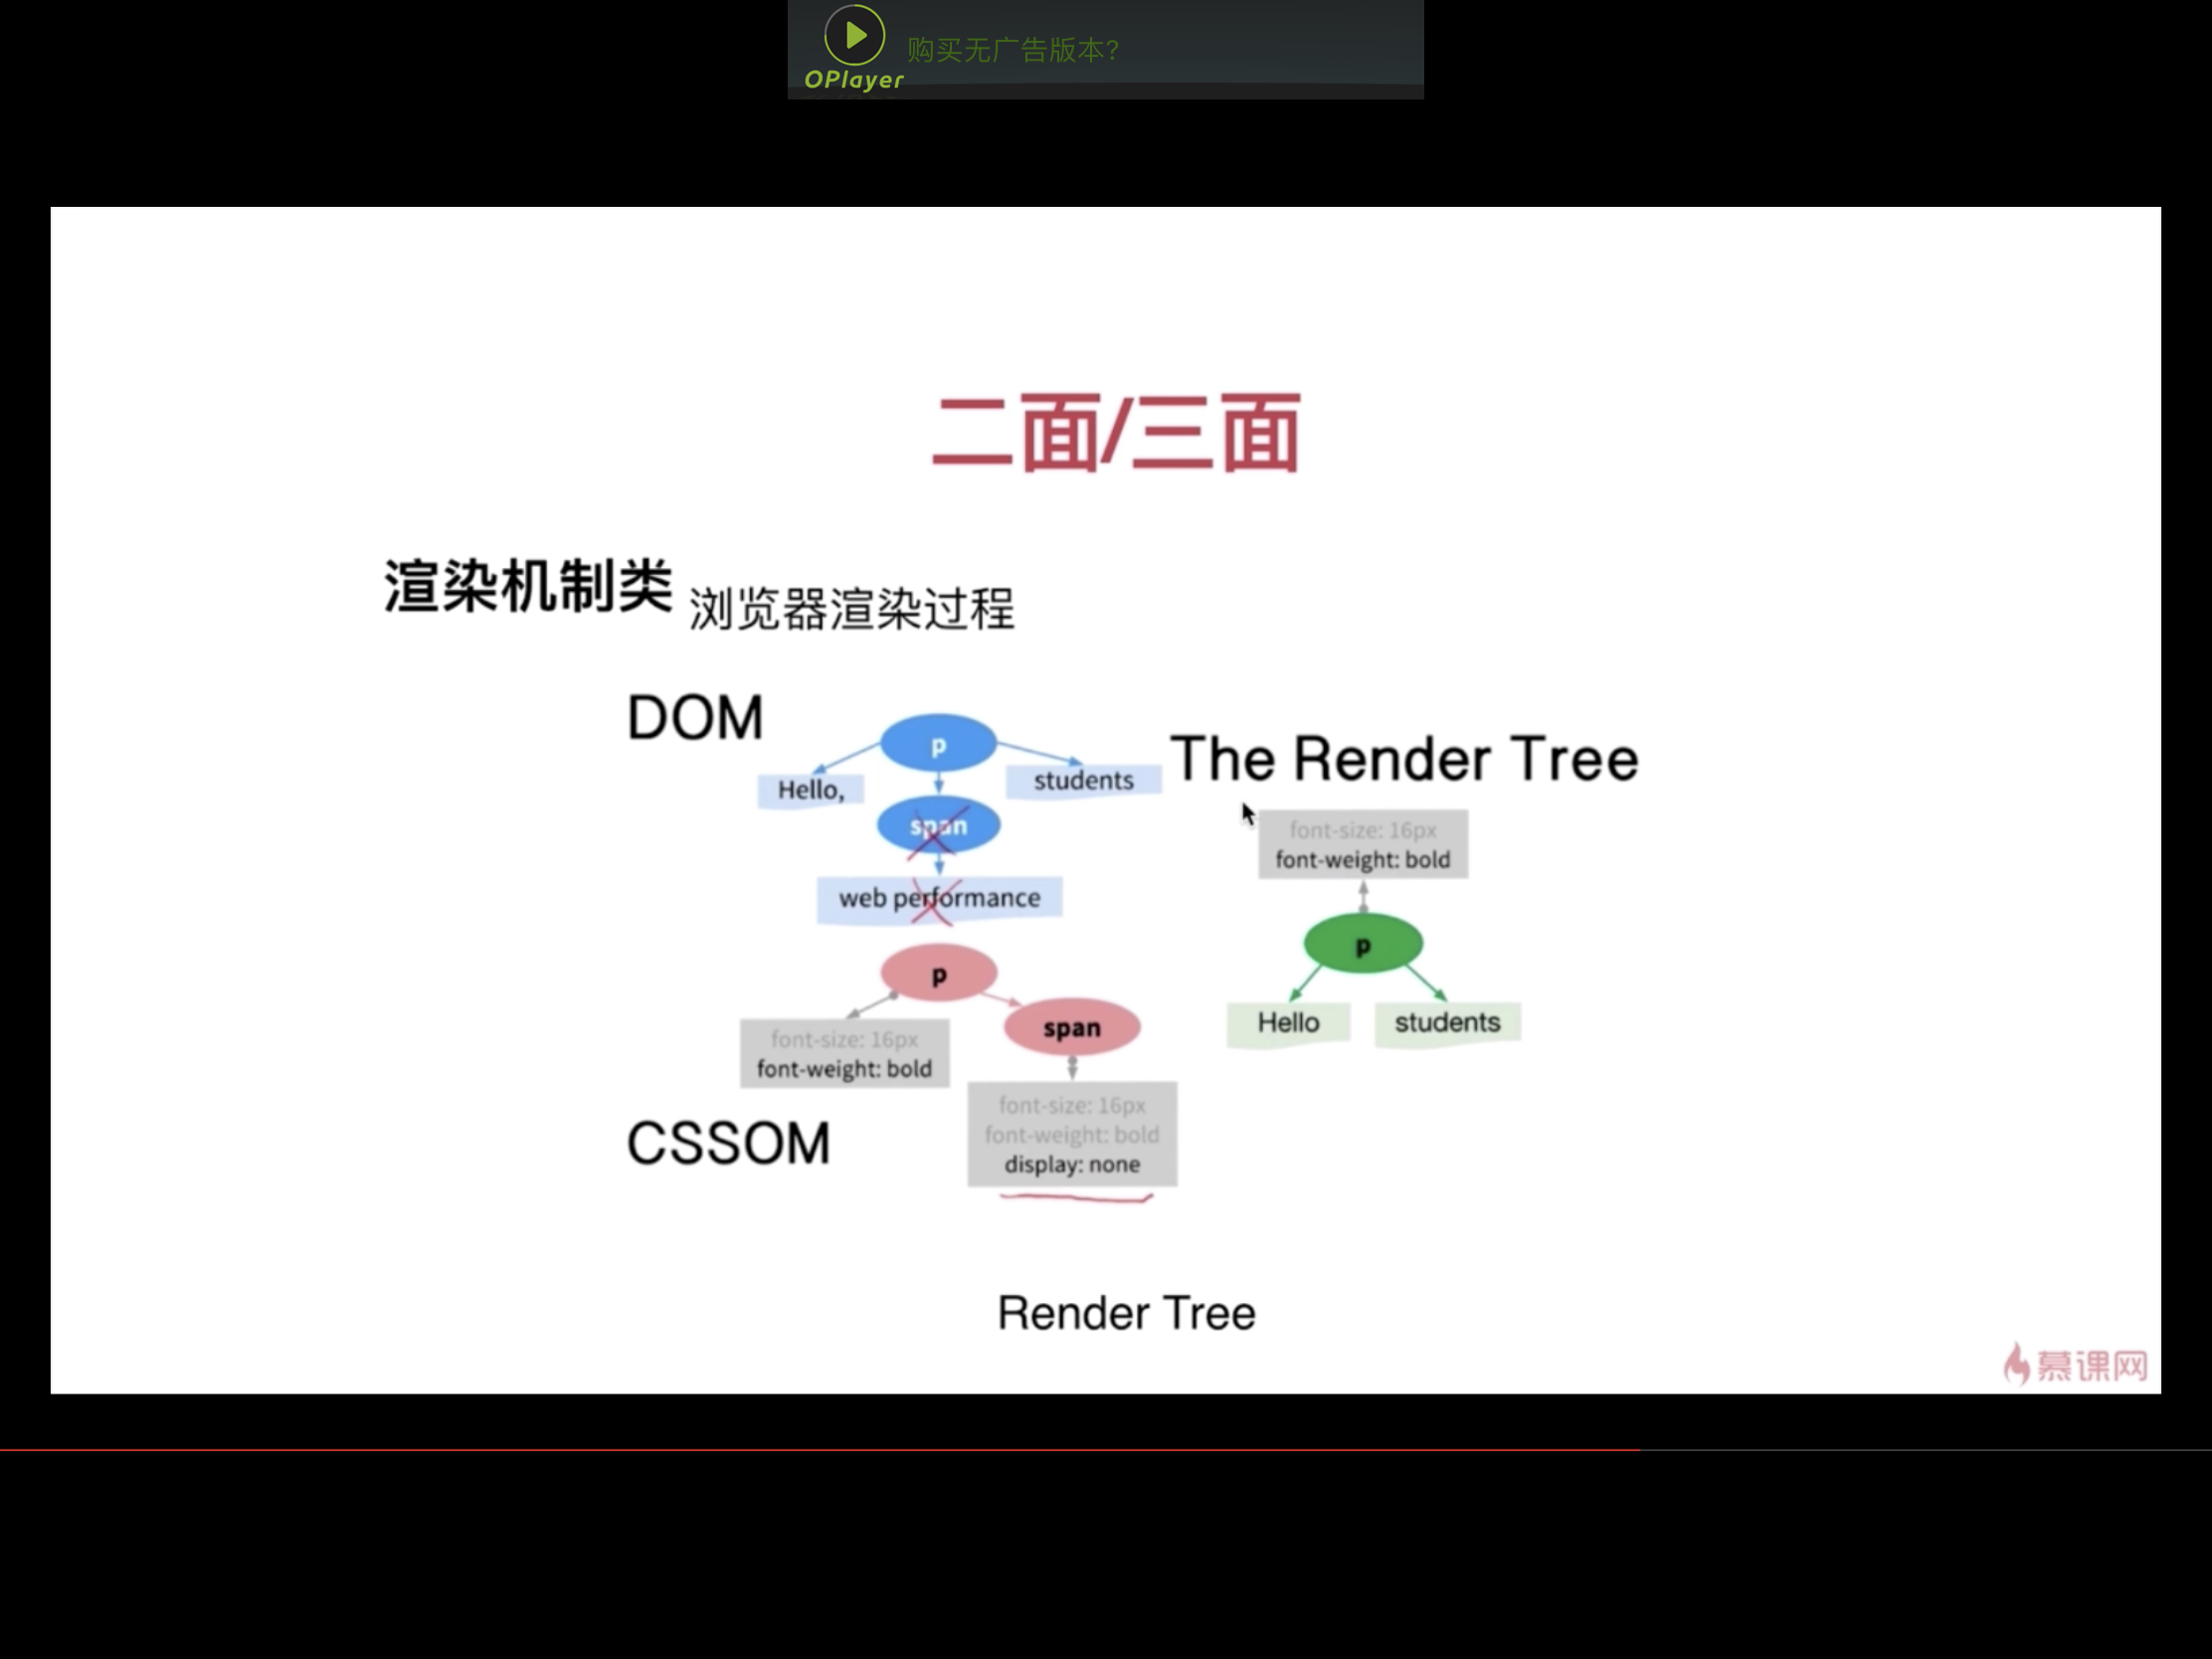 购买无广告版本?
OPlayer
二面/三面
渲染机制类 浏览器渲染过程
DOM
p
Hello,
students
span
web performance
The Render Tree
font-size: 16px
font-weight: bold
p
Hello
students
p
span
font-size: 16px
font-weight: bold
font-size: 16px
font-weight: bold
display: none
CSSOM
Render Tree
慕课网